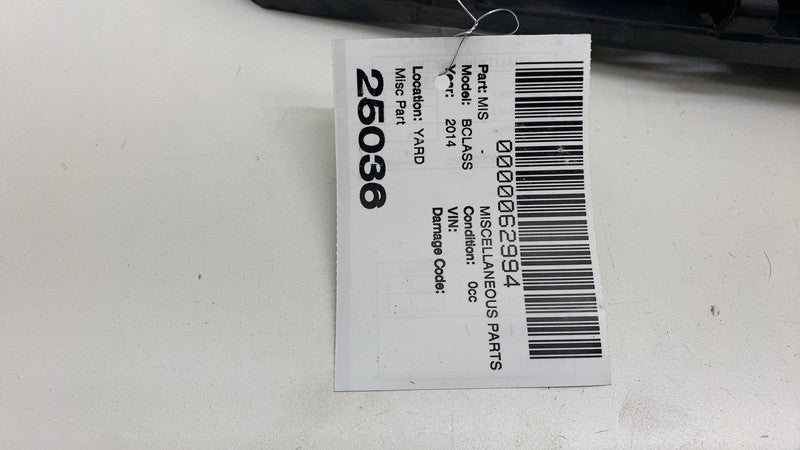 0000062994
Part: MIS - MISCELLANEOUS PARTS
Model: BCLASS Condition: 0cc
Year: 2014 VIN:
Damage Code:
Location: YARD
Misc Part
25036